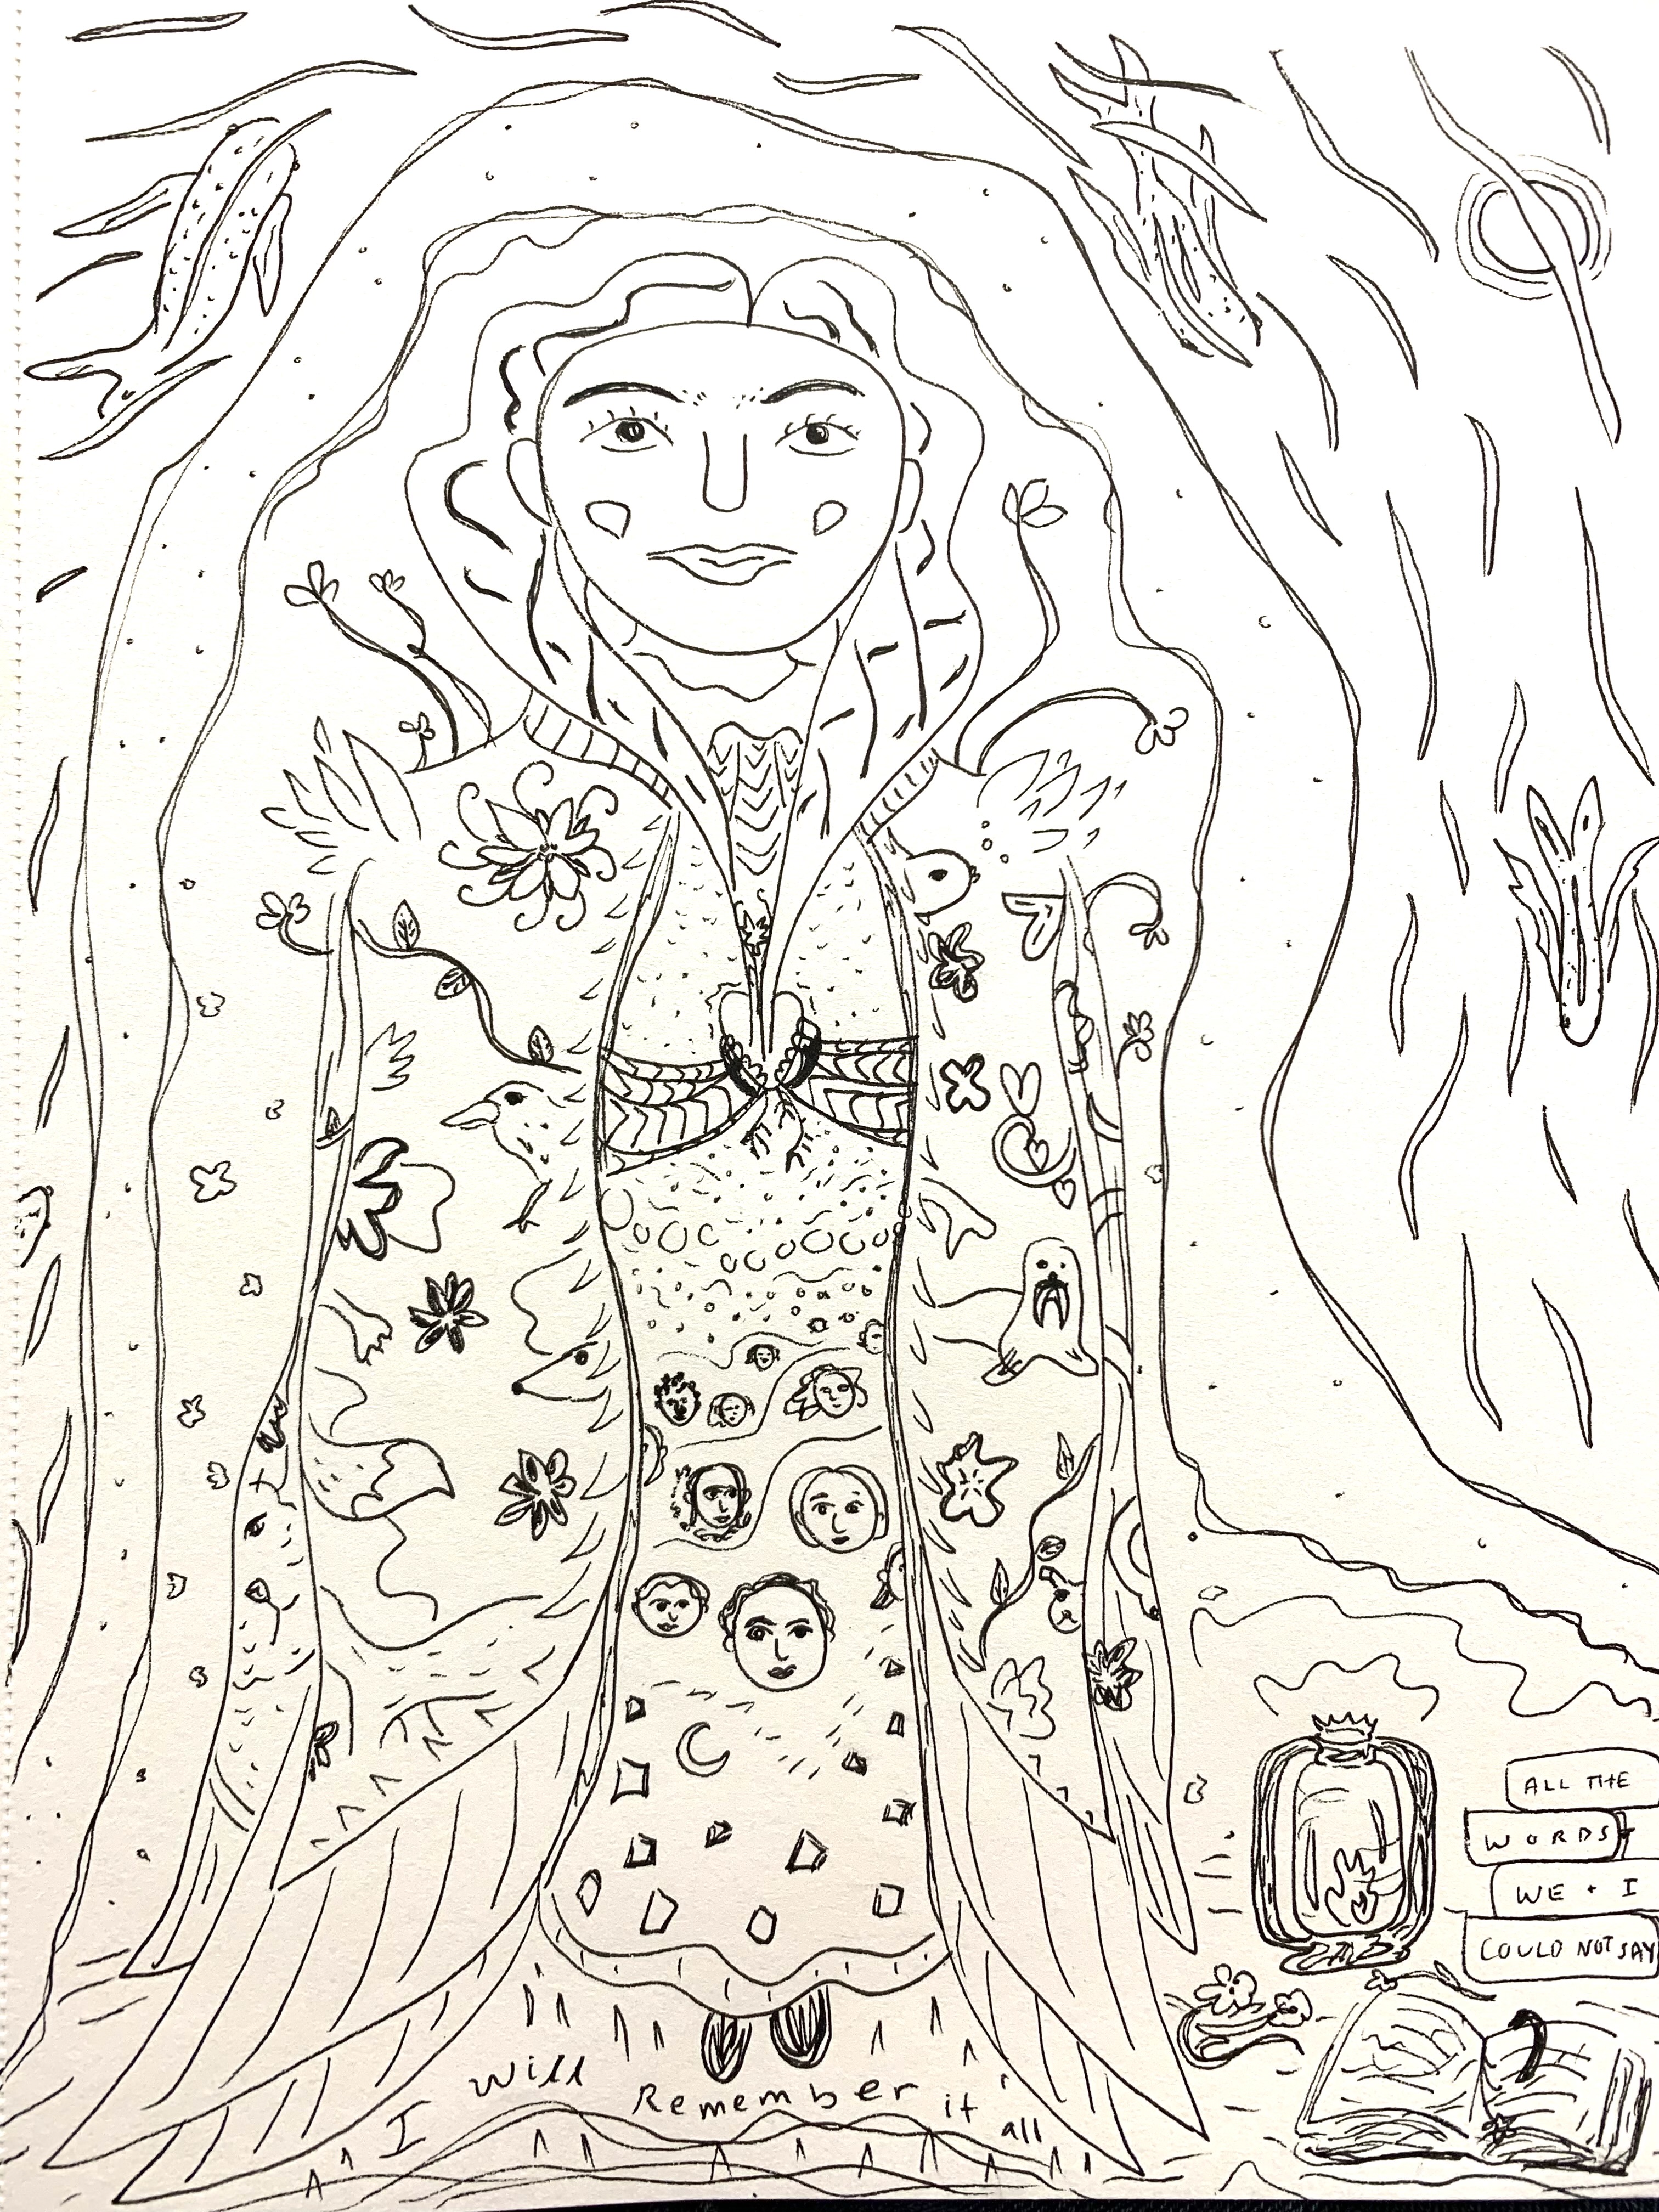 ALL THE
WORDS
WE + I
COULD NOT SAY
I will Remember it all